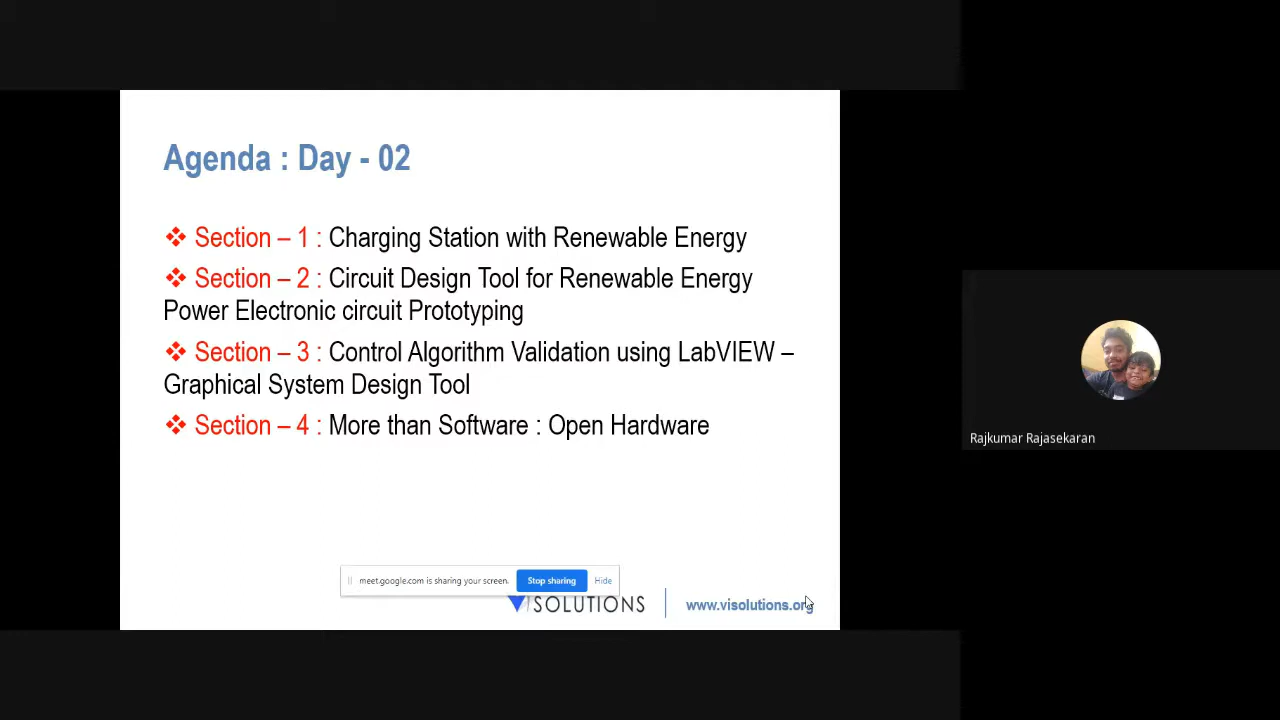 Agenda : Day - 02
❖ Section – 1 : Charging Station with Renewable Energy
❖ Section – 2 : Circuit Design Tool for Renewable Energy
Power Electronic circuit Prototyping
❖ Section – 3 : Control Algorithm Validation using LabVIEW –
Graphical System Design Tool
❖ Section – 4 : More than Software : Open Hardware
Rajkumar Rajasekaran
meet.google.com is sharing your screen. Stop sharing Hide
VI SOLUTIONS www.visolutions.org